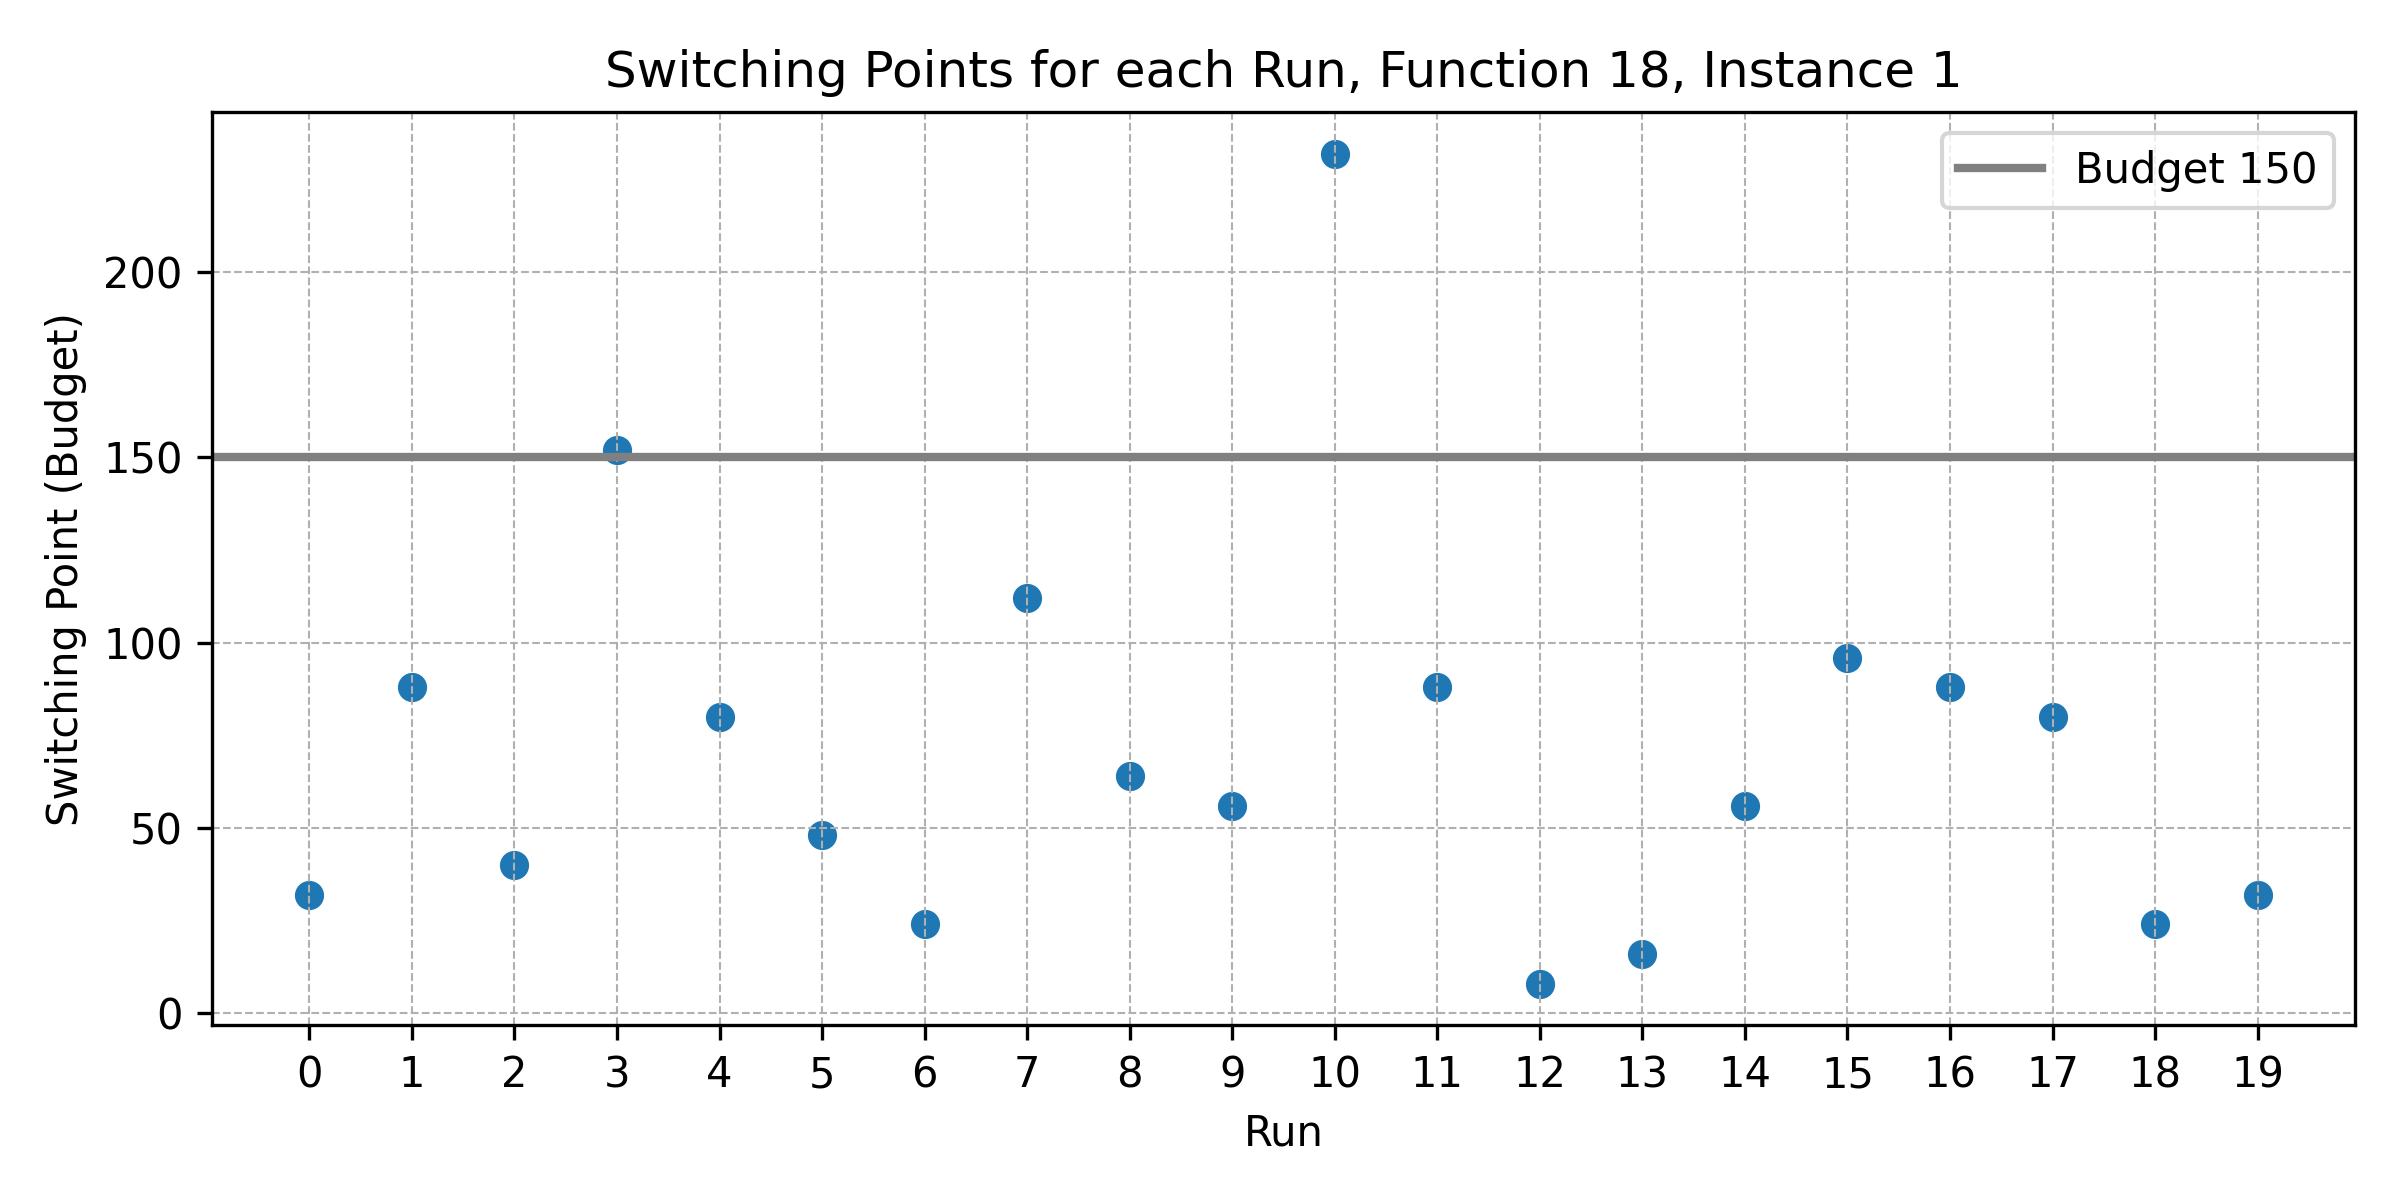 Switching Points for each Run, Function 18, Instance 1
Budget 150
Switching Point (Budget)
200
150
100
50
0
0 1 2 3 4 5 6 7 8 9 10 11 12 13 14 15 16 17 18 19
Run